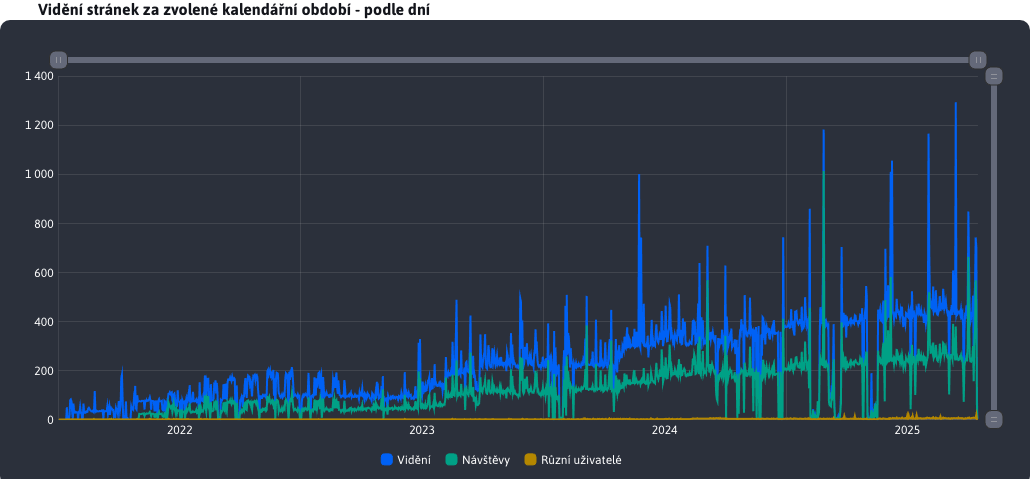 Vidění stránek za zvolené kalendářní období - podle dní
1 400
1 200
1 000
800
600
400
200
0
2022 2023 2024 2025
Vidění Návštěvy Různí uživatelé